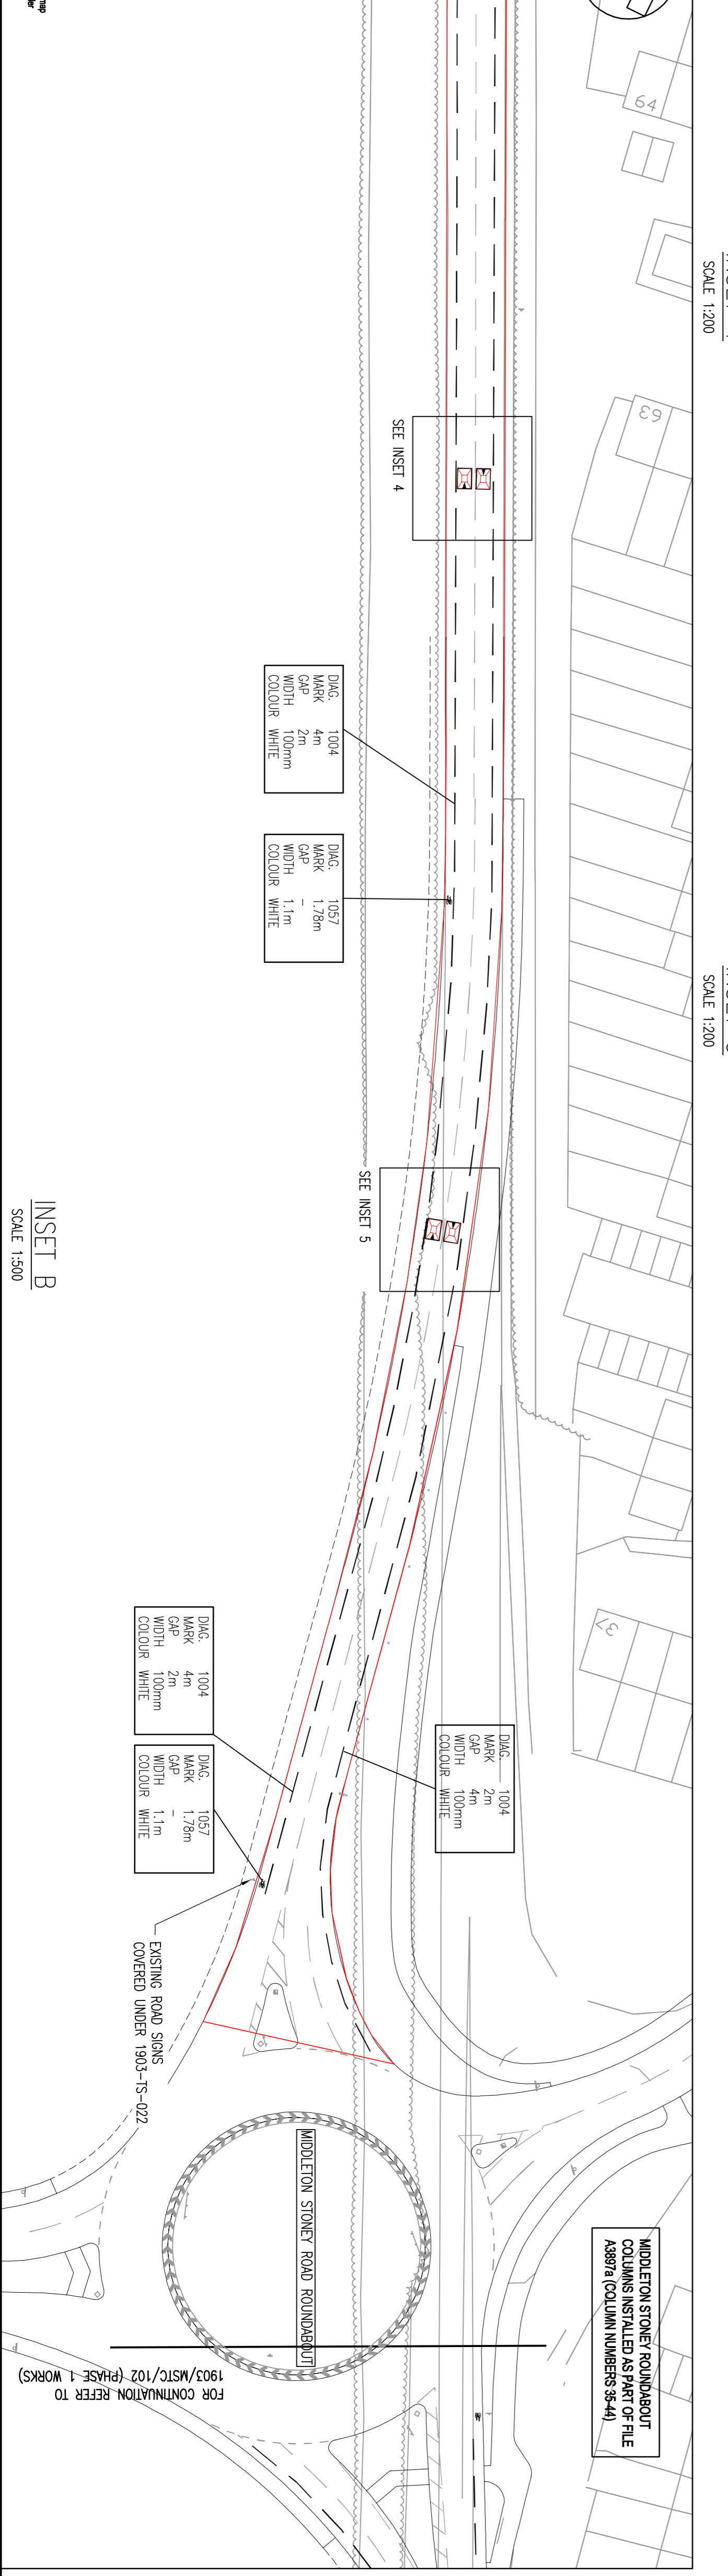 SCALE 1:200
SCALE 1:200
64
63
37
SEE INSET 4
DIAG. 1004
MARK 4m
GAP 2m
WIDTH 100mm
COLOUR WHITE
DIAG. 1057
MARK 1.78m
GAP -
WIDTH 1.1m
COLOUR WHITE
SEE INSET 5
INSET B
SCALE 1:500
DIAG. 1004
MARK 4m
GAP 2m
WIDTH 100mm
COLOUR WHITE
DIAG. 1057
MARK 1.78m
GAP -
WIDTH 1.1m
COLOUR WHITE
DIAG. 1004
MARK 2m
GAP 4m
WIDTH 100mm
COLOUR WHITE
EXISTING ROAD SIGNS
COVERED UNDER 1903-TS-022
MIDDLETON STONEY ROAD ROUNDABOUT
MIDDLETON STONEY ROUNDABOUT
COLUMNS INSTALLED AS PART OF FILE
A3897a (COLUMN NUMBERS 35-44)
FOR CONTINUATION REFER TO
1903/MSTC/102 (PHASE 1 WORKS)